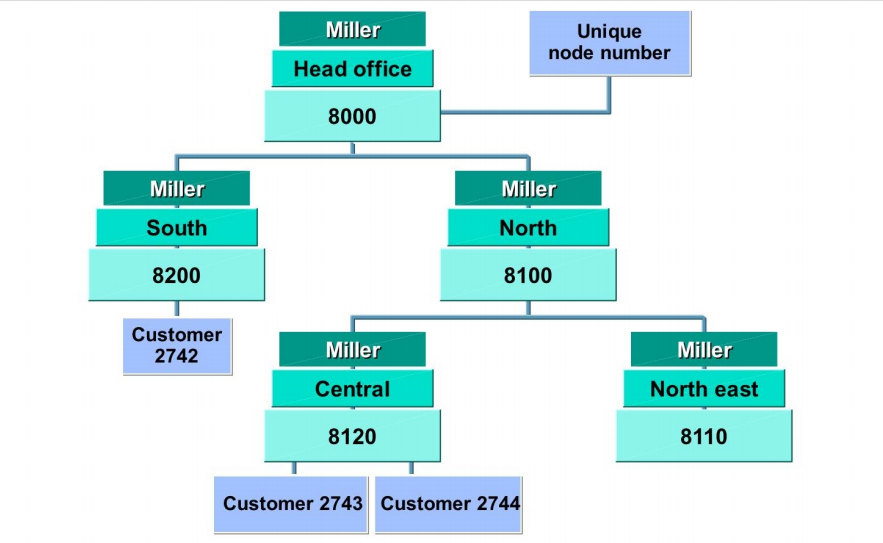 Miller
Head office
8000
Unique
node number
Miller
South
8200
Customer
2742
Miller
North
8100
Miller
Central
8120
Customer 2743
Customer 2744
Miller
North east
8110